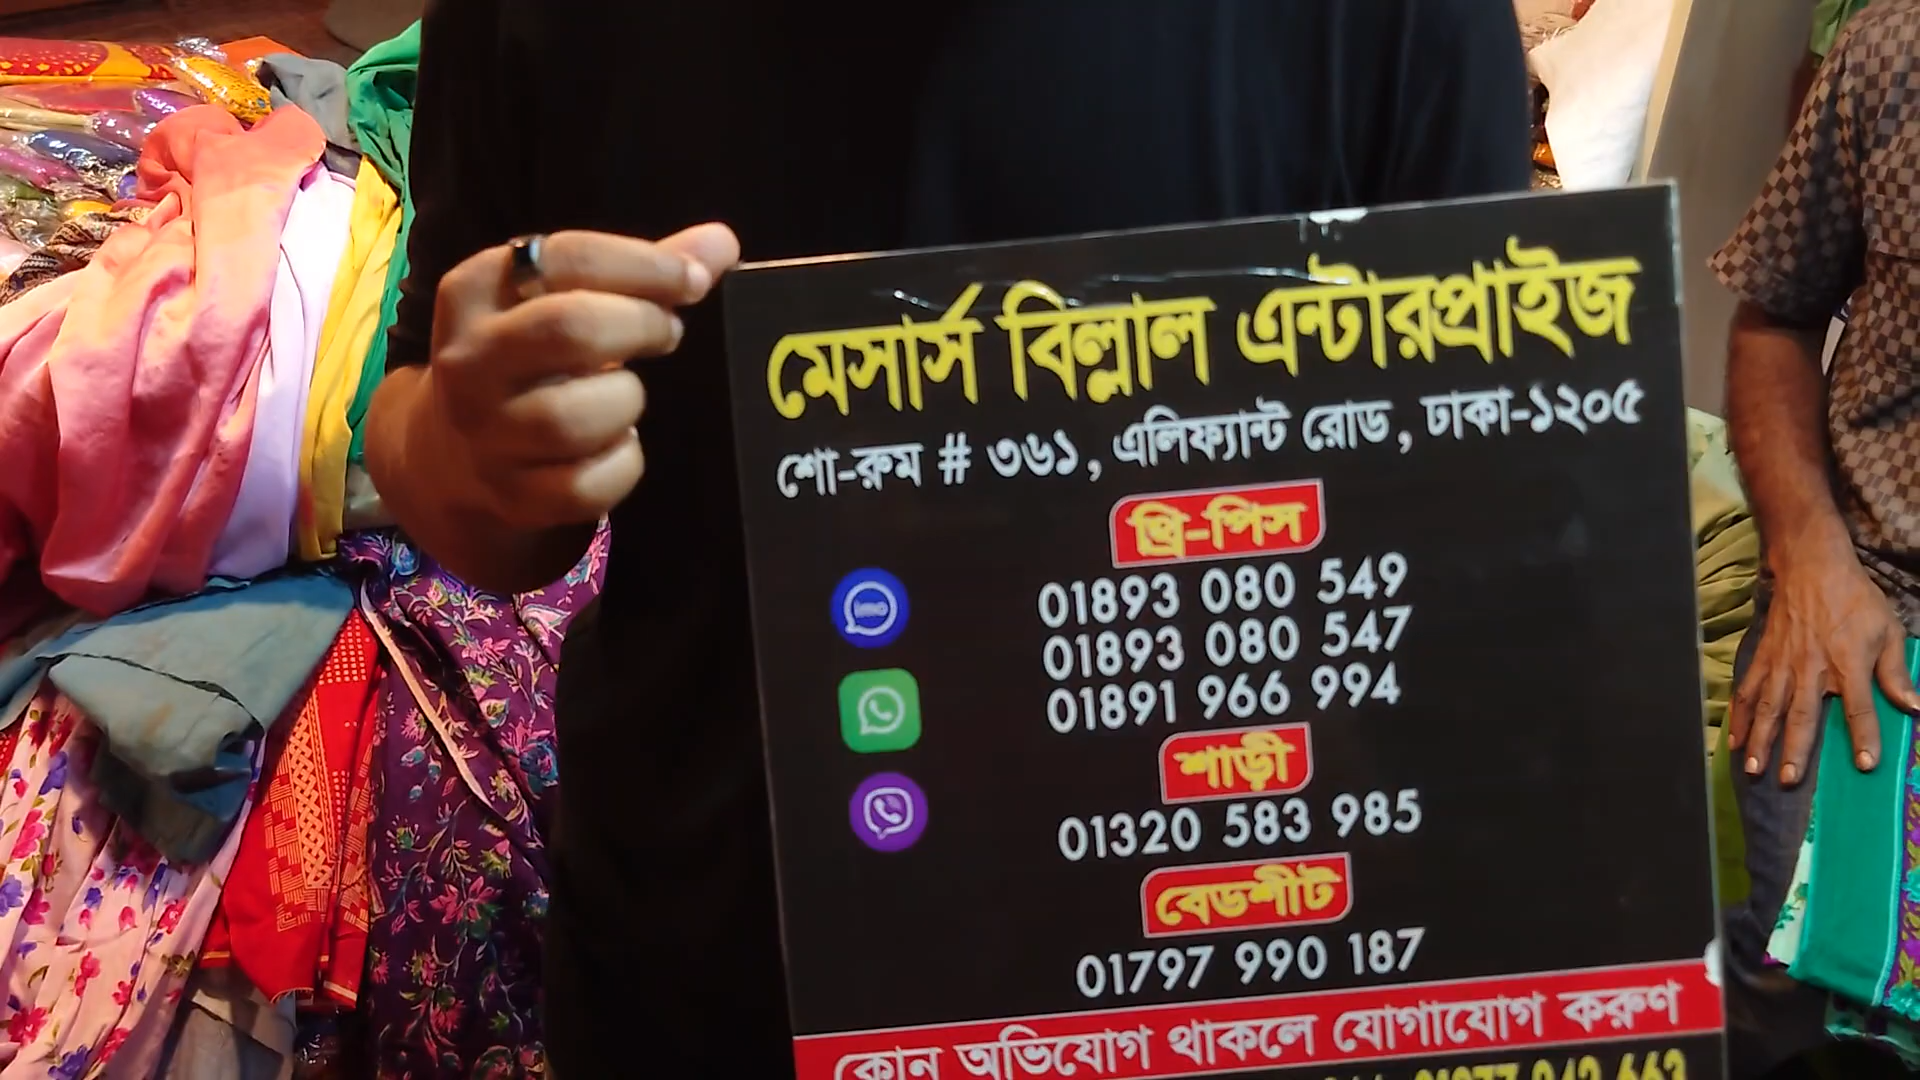 মেসার্স বিল্লাল এন্টারপ্রাইজ
শো-রুম # ৩৬১, এলিফ্যান্ট রোড, ঢাকা-১২০৫
থ্রি-পিস
imo
01893 080 549
01893 080 547
01891 966 994
শাড়ী
01320 583 985
বেডশীট
01797 990 187
কোন অভিযোগ থাকলে যোগাযোগ করুণ